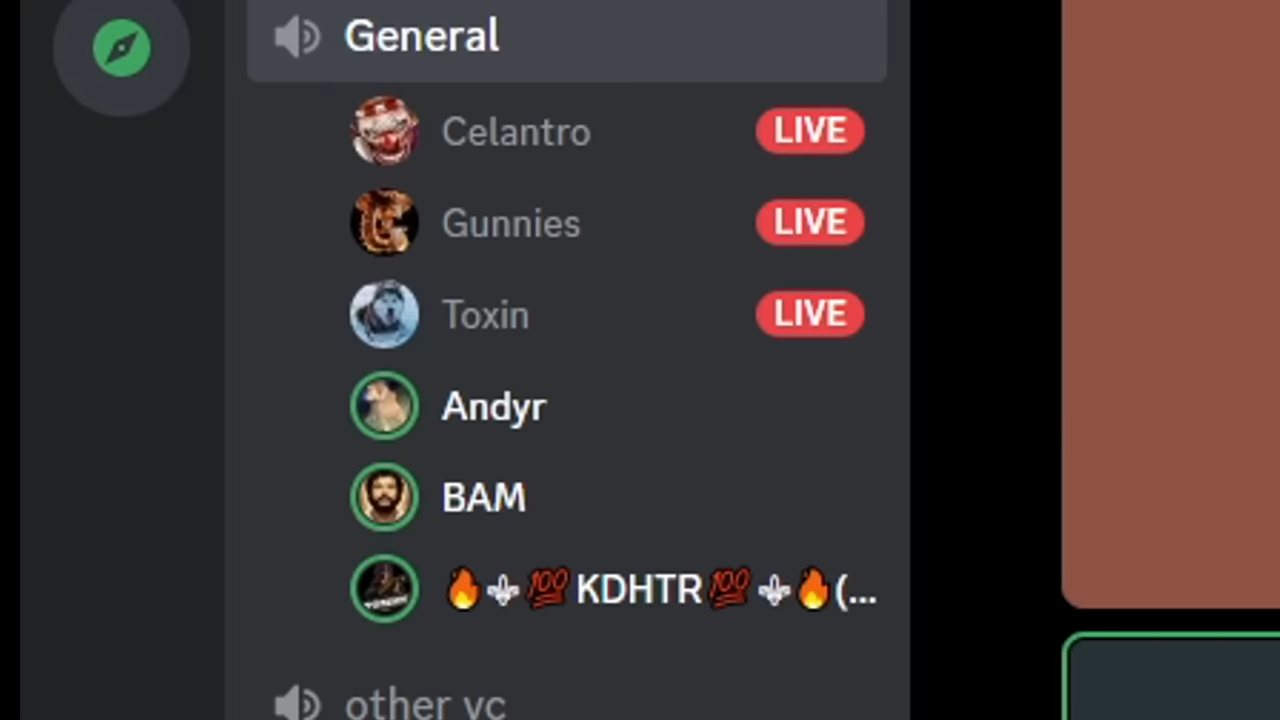 General
Celantro LIVE
Gunnies LIVE
Toxin LIVE
Andyr
BAM
🔥⚜💯KDHTR💯⚜🔥(...
other vc